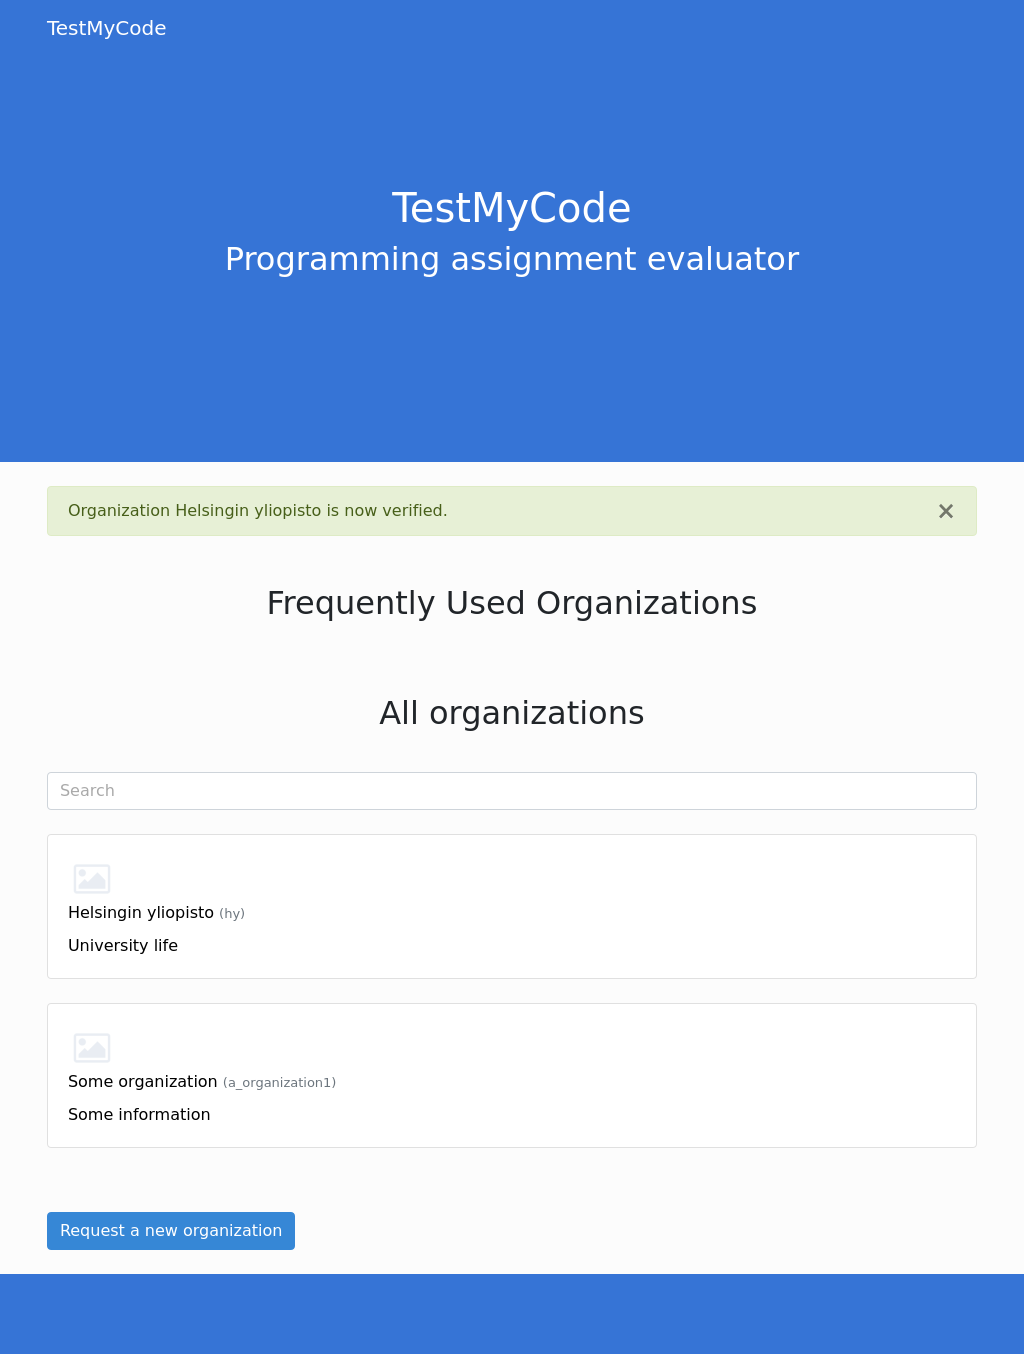 TestMyCode
TestMyCode
Programming assignment evaluator
Organization Helsingin yliopisto is now verified.
×
Frequently Used Organizations
All organizations
Search
Helsingin yliopisto (hy)
University life
Some organization (a_organization1)
Some information
Request a new organization